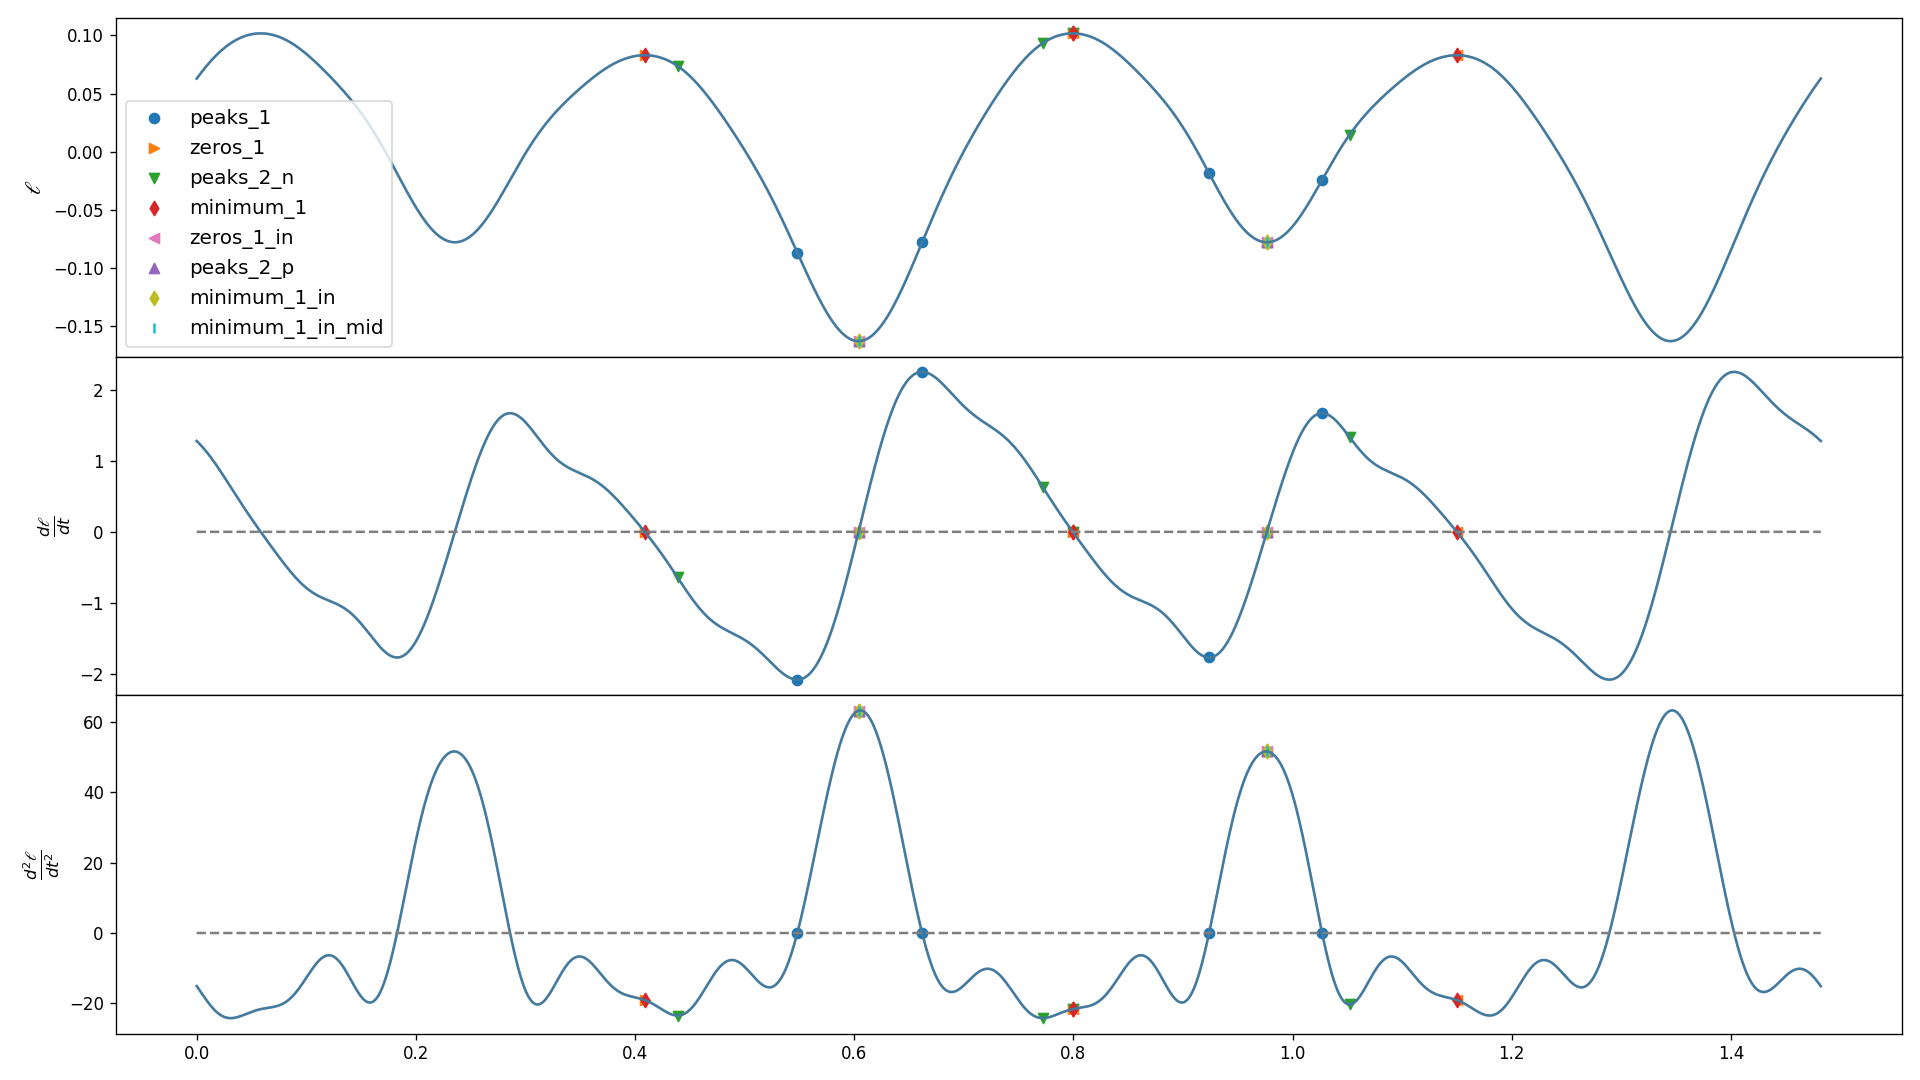 0.10
0.05
0.00
−0.05
−0.10
−0.15
ℓ
peaks_1
zeros_1
peaks_2_n
minimum_1
zeros_1_in
peaks_2_p
minimum_1_in
minimum_1_in_mid
2
1
0
−1
−2
dℓ
dt
60
40
20
0
−20
d²ℓ
dt²
0.0 0.2 0.4 0.6 0.8 1.0 1.2 1.4